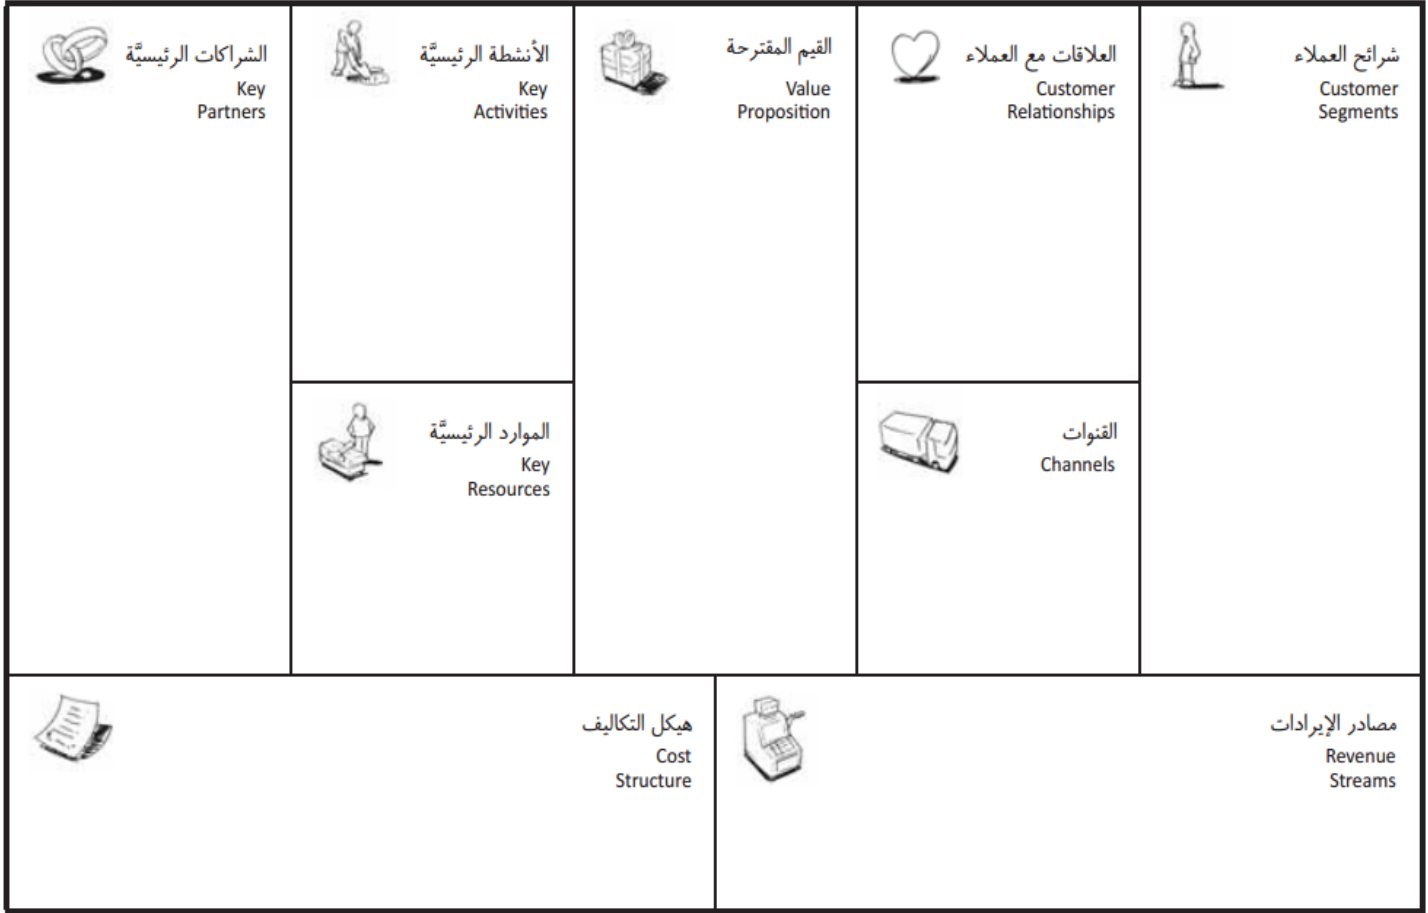 الشراكات الرئيسيَّة
Key
Partners
الأنشطة الرئيسيَّة
Key
Activities
القيم المقترحة
Value
Proposition
العلاقات مع العملاء
Customer
Relationships
شرائح العملاء
Customer
Segments
الموارد الرئيسيَّة
Key
Resources
القنوات
Channels
هيكل التكاليف
Cost
Structure
مصادر الإيرادات
Revenue
Streams